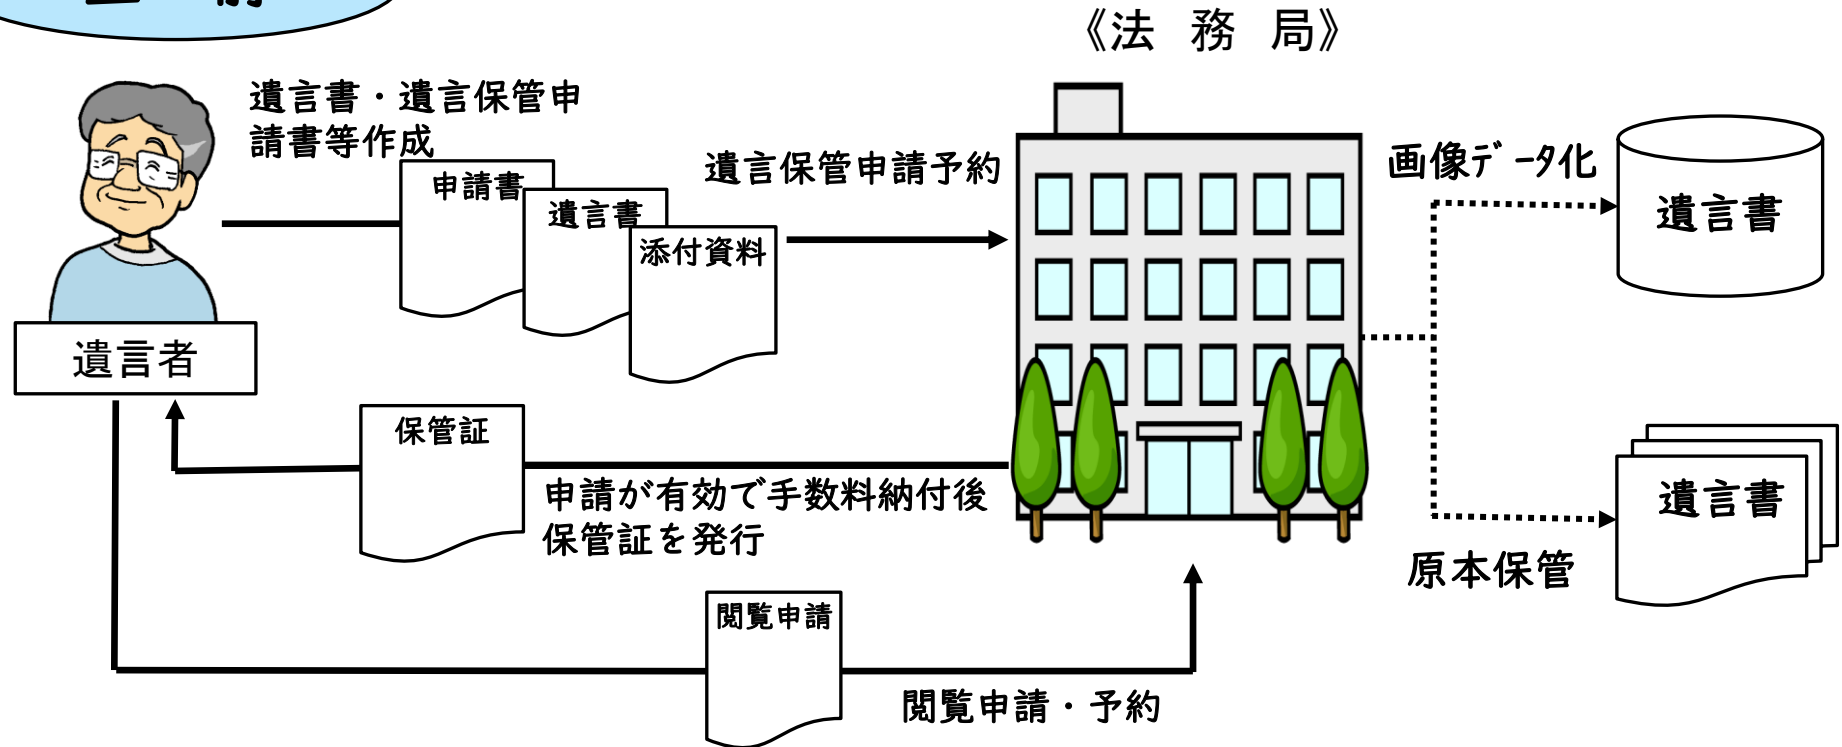 《法　務　局》
遺言書・遺言保管申
請書等作成
申請書
遺言書
添付資料
遺言保管申請予約
画像データ化
遺言書
遺言者
保管証
申請が有効で手数料納付後
保管証を発行
遺言書
原本保管
閲覧申請
閲覧申請・予約